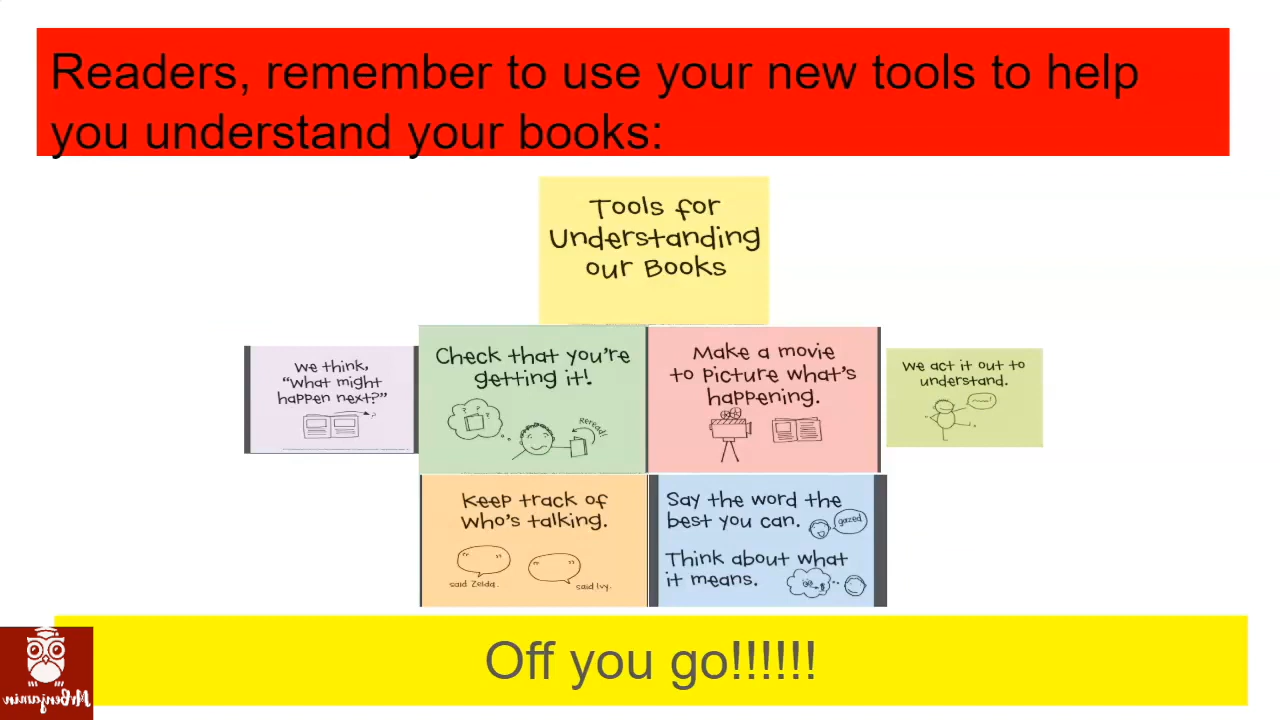 Readers, remember to use your new tools to help
you understand your books:
Tools for
Understanding
our Books
We think,
"What might
happen next?"
?
Check that you're
getting it!
? ? ?
Reread!
Make a movie
to picture what's
happening.
We act it out to
understand.
Keep track of
who's talking.
" "
" "
said Zelda.
said Ivy.
Say the word the
best you can.
gazed
Think about what
it means.
Off you go!!!!!!
MrBenjamin